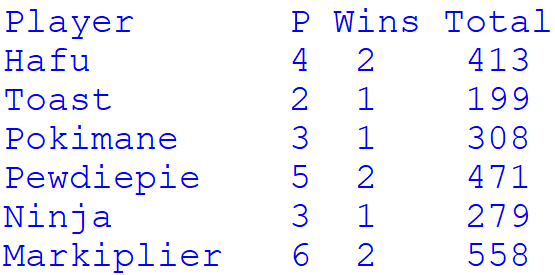 Player P Wins Total
Hafu 4 2 413
Toast 2 1 199
Pokimane 3 1 308
Pewdiepie 5 2 471
Ninja 3 1 279
Markiplier 6 2 558